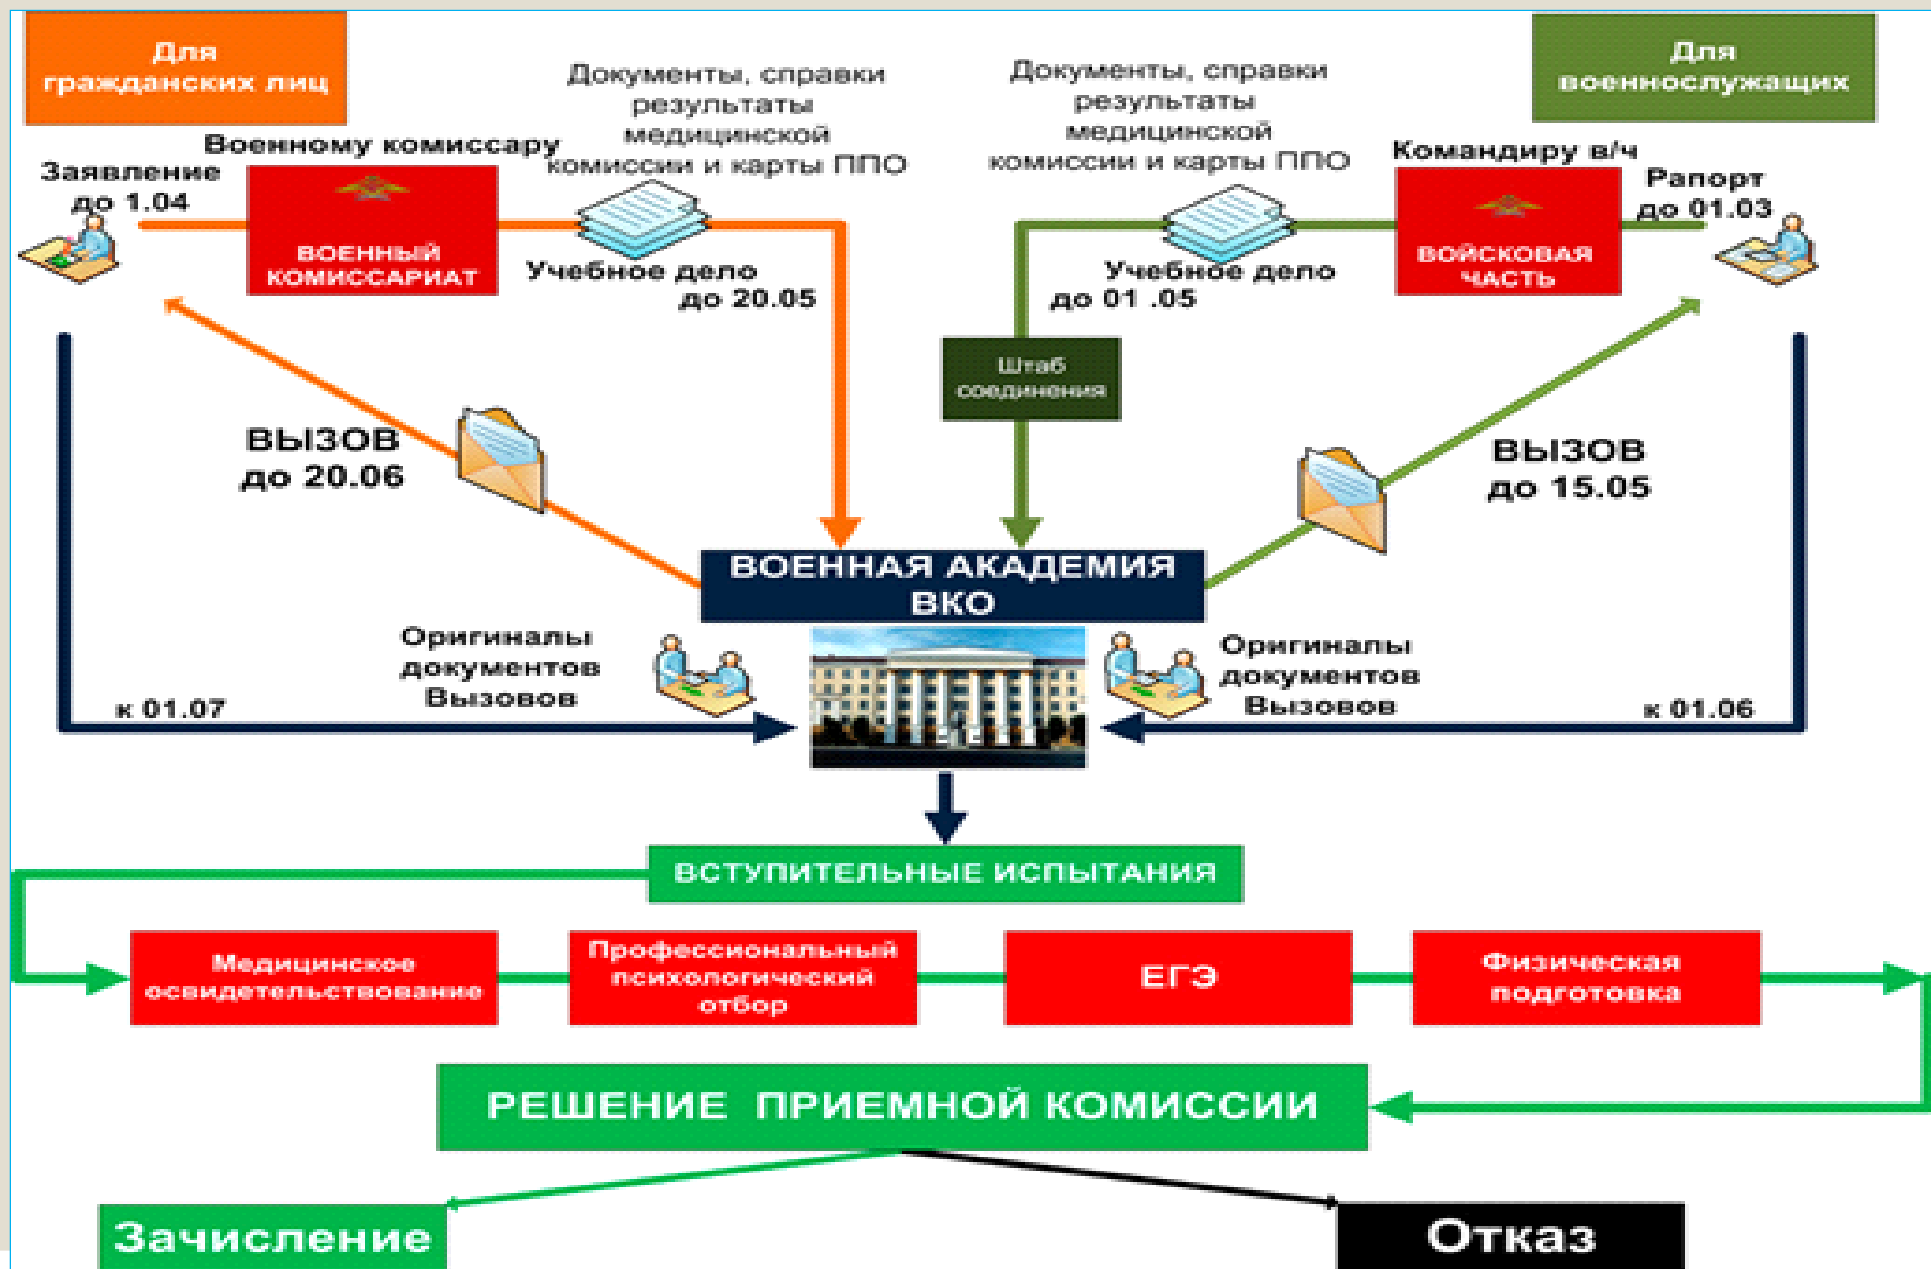 Для
гражданских лиц
Для
военнослужащих
Документы, справки
результаты
медицинской
комиссии и карты ППО
Документы, справки
результаты
медицинской
комиссии и карты ППО
Военному комиссару
Командиру в/ч
Заявление
до 1.04
Рапорт
до 01.03
ВОЕННЫЙ
КОМИССАРИАТ
ВОЙСКОВАЯ
ЧАСТЬ
Учебное дело
до 20.05
Учебное дело
до 01 .05
Штаб
соединения
ВЫЗОВ
до 20.06
ВЫЗОВ
до 15.05
ВОЕННАЯ АКАДЕМИЯ
ВКО
Оригиналы
документов
Вызовов
Оригиналы
документов
Вызовов
к 01.07
к 01.06
ВСТУПИТЕЛЬНЫЕ ИСПЫТАНИЯ
Медицинское
освидетельствование
Профессиональный
психологический
отбор
ЕГЭ
Физическая
подготовка
РЕШЕНИЕ ПРИЕМНОЙ КОМИССИИ
Зачисление
Отказ